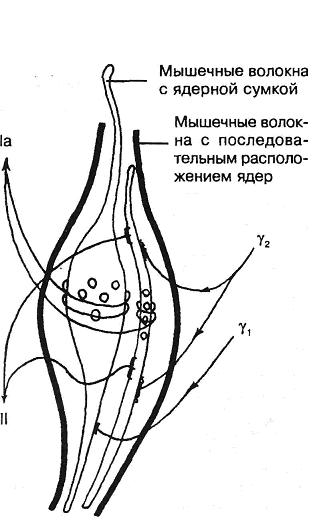 Мышечные волокна
с ядерной сумкой
Мышечные волок-
на с последова-
тельным располо-
жением ядер
Ia
γ₂
γ₁
II